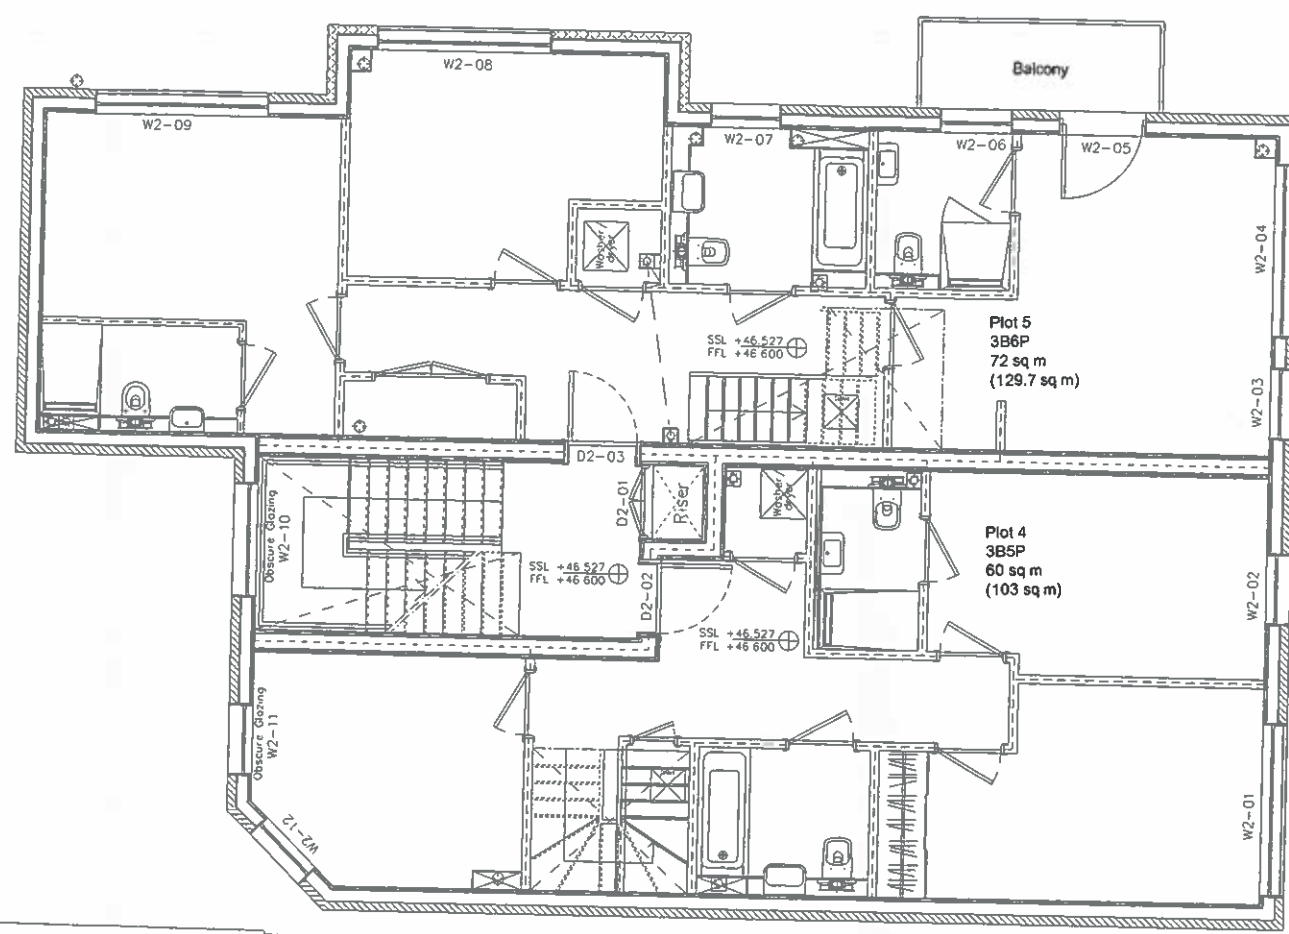 Balcony
W2-08
W2-09
W2-07
W2-06
W2-05
W2-04
Washer
dryer
Plot 5
3B6P
72 sq m
(129.7 sq m)
SSL +46.527
FFL +46 600
W2-03
D2-03
D2-01
Riser
Washer
dryer
Obscure Glazing
W2-10
Plot 4
3B5P
60 sq m
(103 sq m)
SSL +46 527
FFL +46 600
D2-02
W2-02
SSL +46.527
FFL +46 600
Obscure Glazing
W2-11
W2-12
W2-01